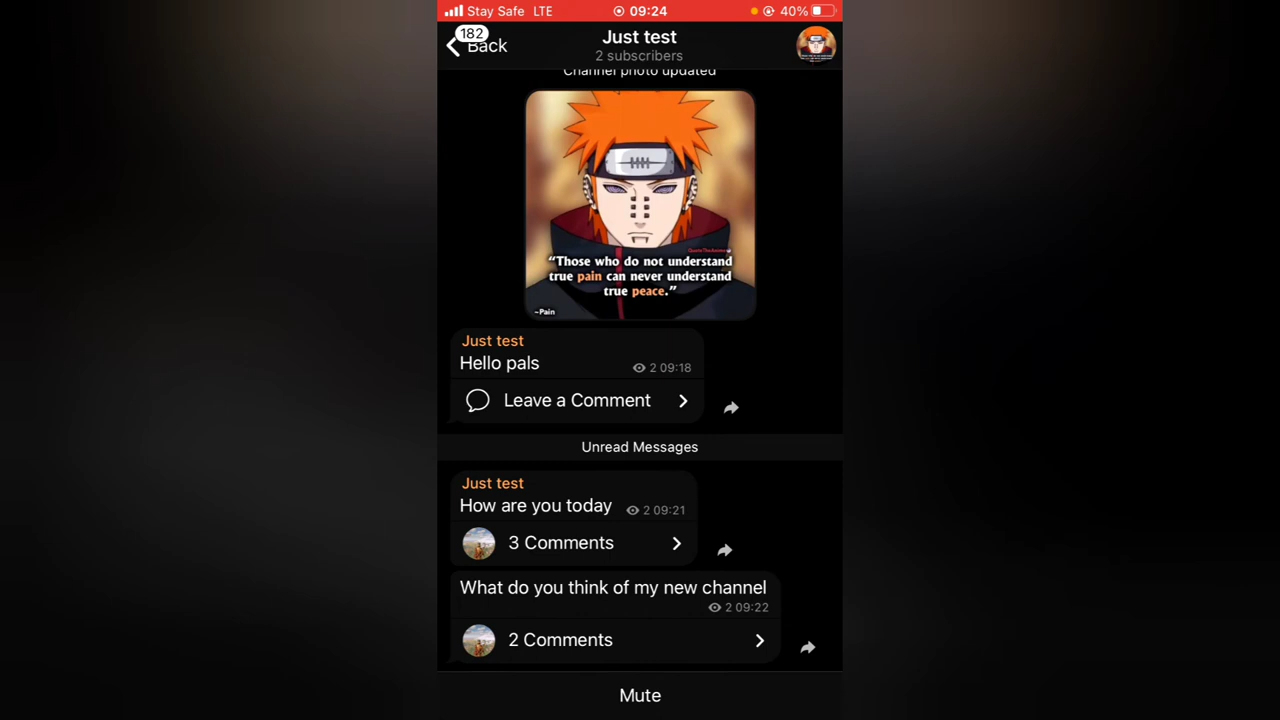 Stay Safe LTE 09:24 40%
182
Back
Just test
2 subscribers
Channel photo updated
“Those who do not understand
true pain can never understand
true peace.”
~Pain
Just test
Hello pals
2 09:18
Leave a Comment
Unread Messages
Just test
How are you today
2 09:21
3 Comments
What do you think of my new channel
2 09:22
2 Comments
Mute